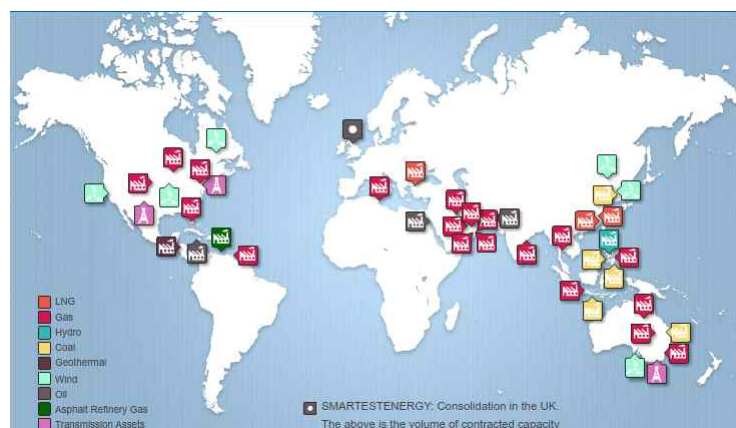 LNG
Gas
Hydro
Coal
Geothermal
Wind
Oil
Asphalt Refinery Gas
Transmission Assets
SMARTESTENERGY: Consolidation in the UK.
The above is the volume of contracted capacity